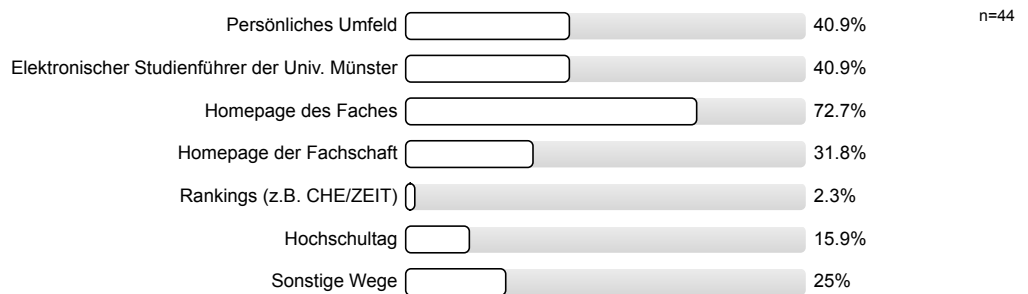 Persönliches Umfeld 40.9% n=44
Elektronischer Studienführer der Univ. Münster 40.9%
Homepage des Faches 72.7%
Homepage der Fachschaft 31.8%
Rankings (z.B. CHE/ZEIT) 2.3%
Hochschultag 15.9%
Sonstige Wege 25%